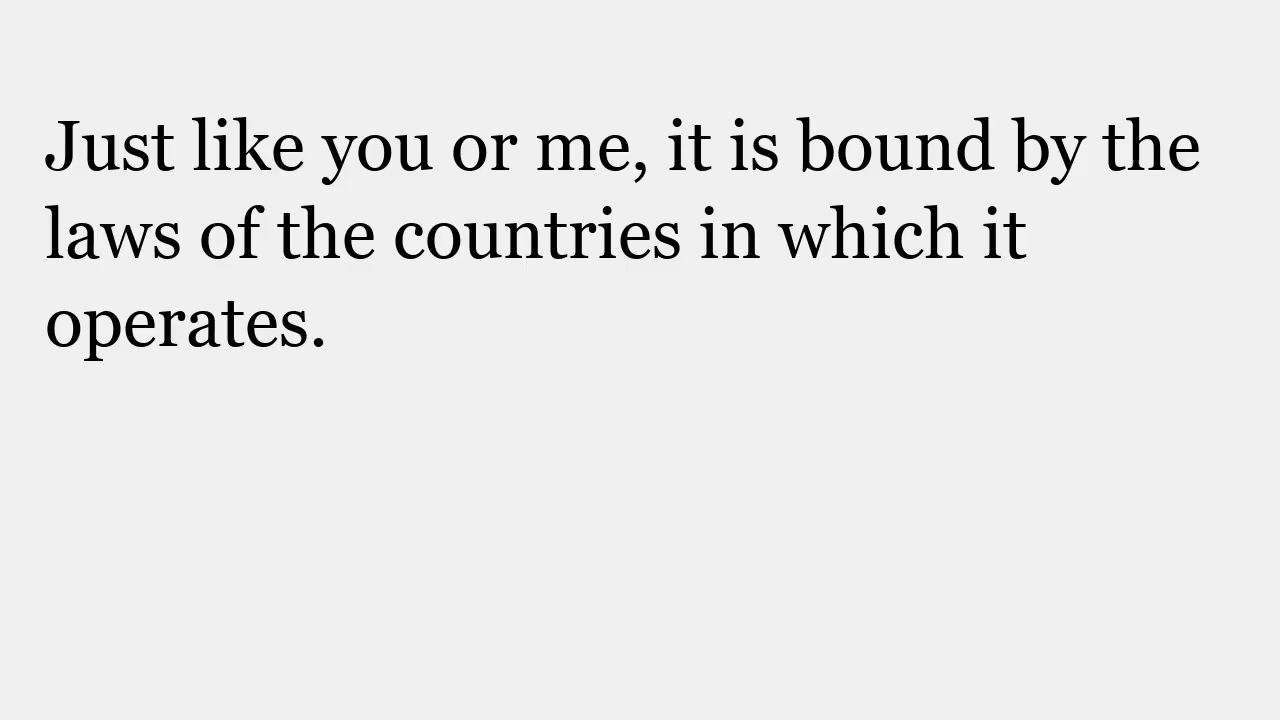 Just like you or me, it is bound by the
laws of the countries in which it
operates.